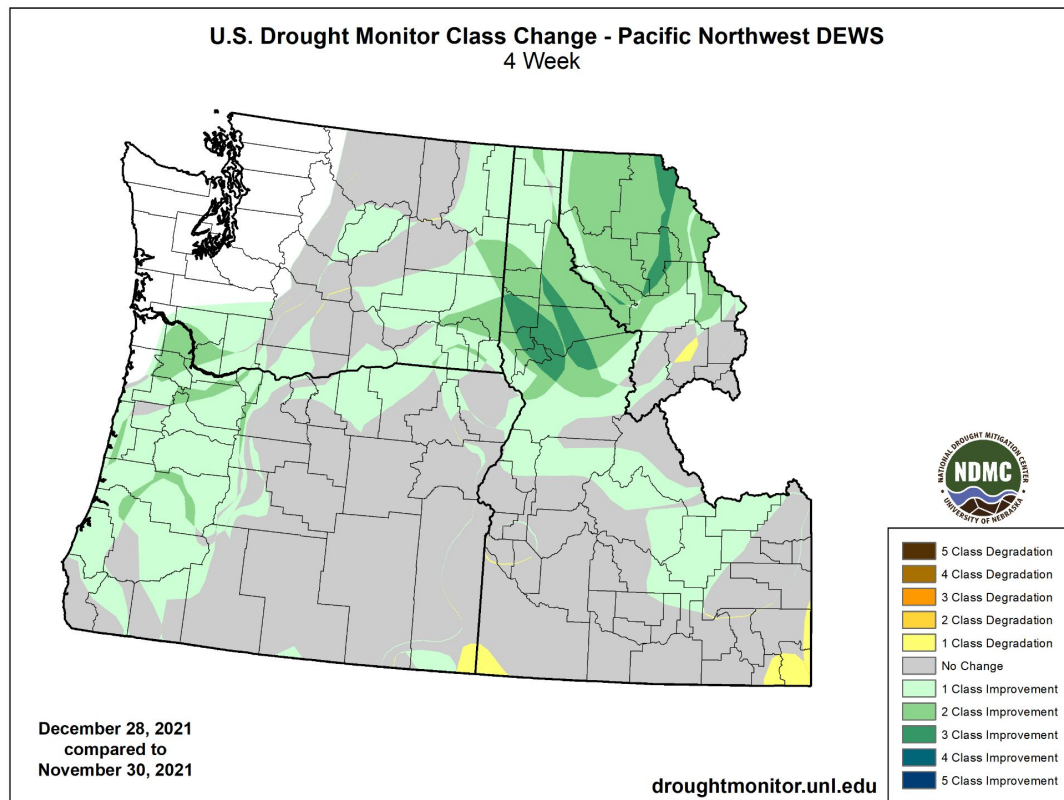 U.S. Drought Monitor Class Change - Pacific Northwest DEWS
4 Week
NATIONAL DROUGHT MITIGATION CENTER
NDMC
UNIVERSITY OF NEBRASKA
5 Class Degradation
4 Class Degradation
3 Class Degradation
2 Class Degradation
1 Class Degradation
No Change
1 Class Improvement
2 Class Improvement
3 Class Improvement
4 Class Improvement
5 Class Improvement
December 28, 2021
compared to
November 30, 2021
droughtmonitor.unl.edu